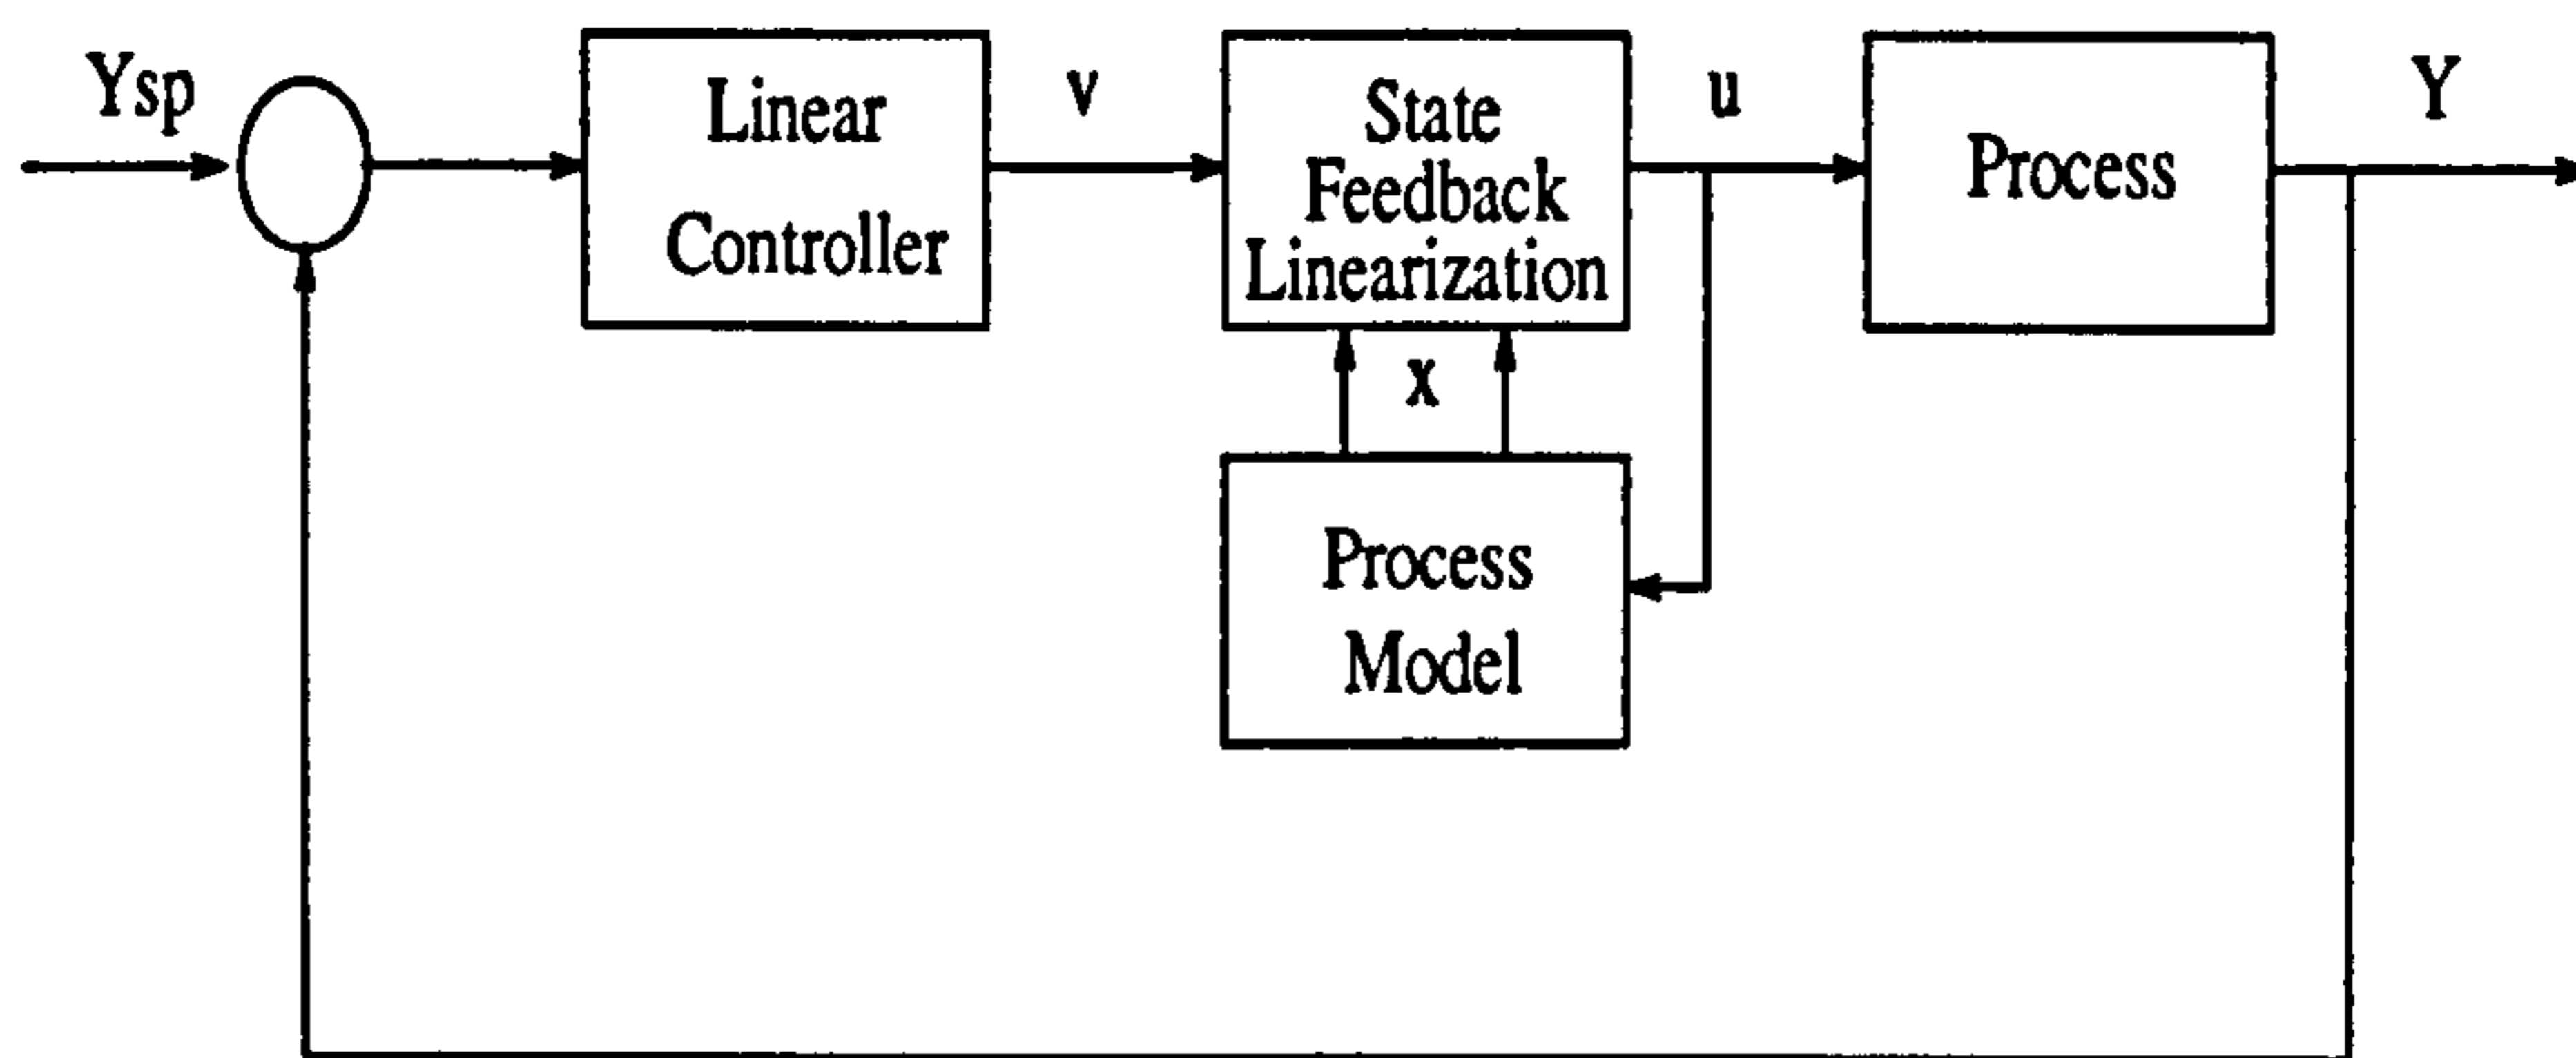 Ysp
Linear
Controller
v
State
Feedback
Linearization
u
Process
Y
x
Process
Model